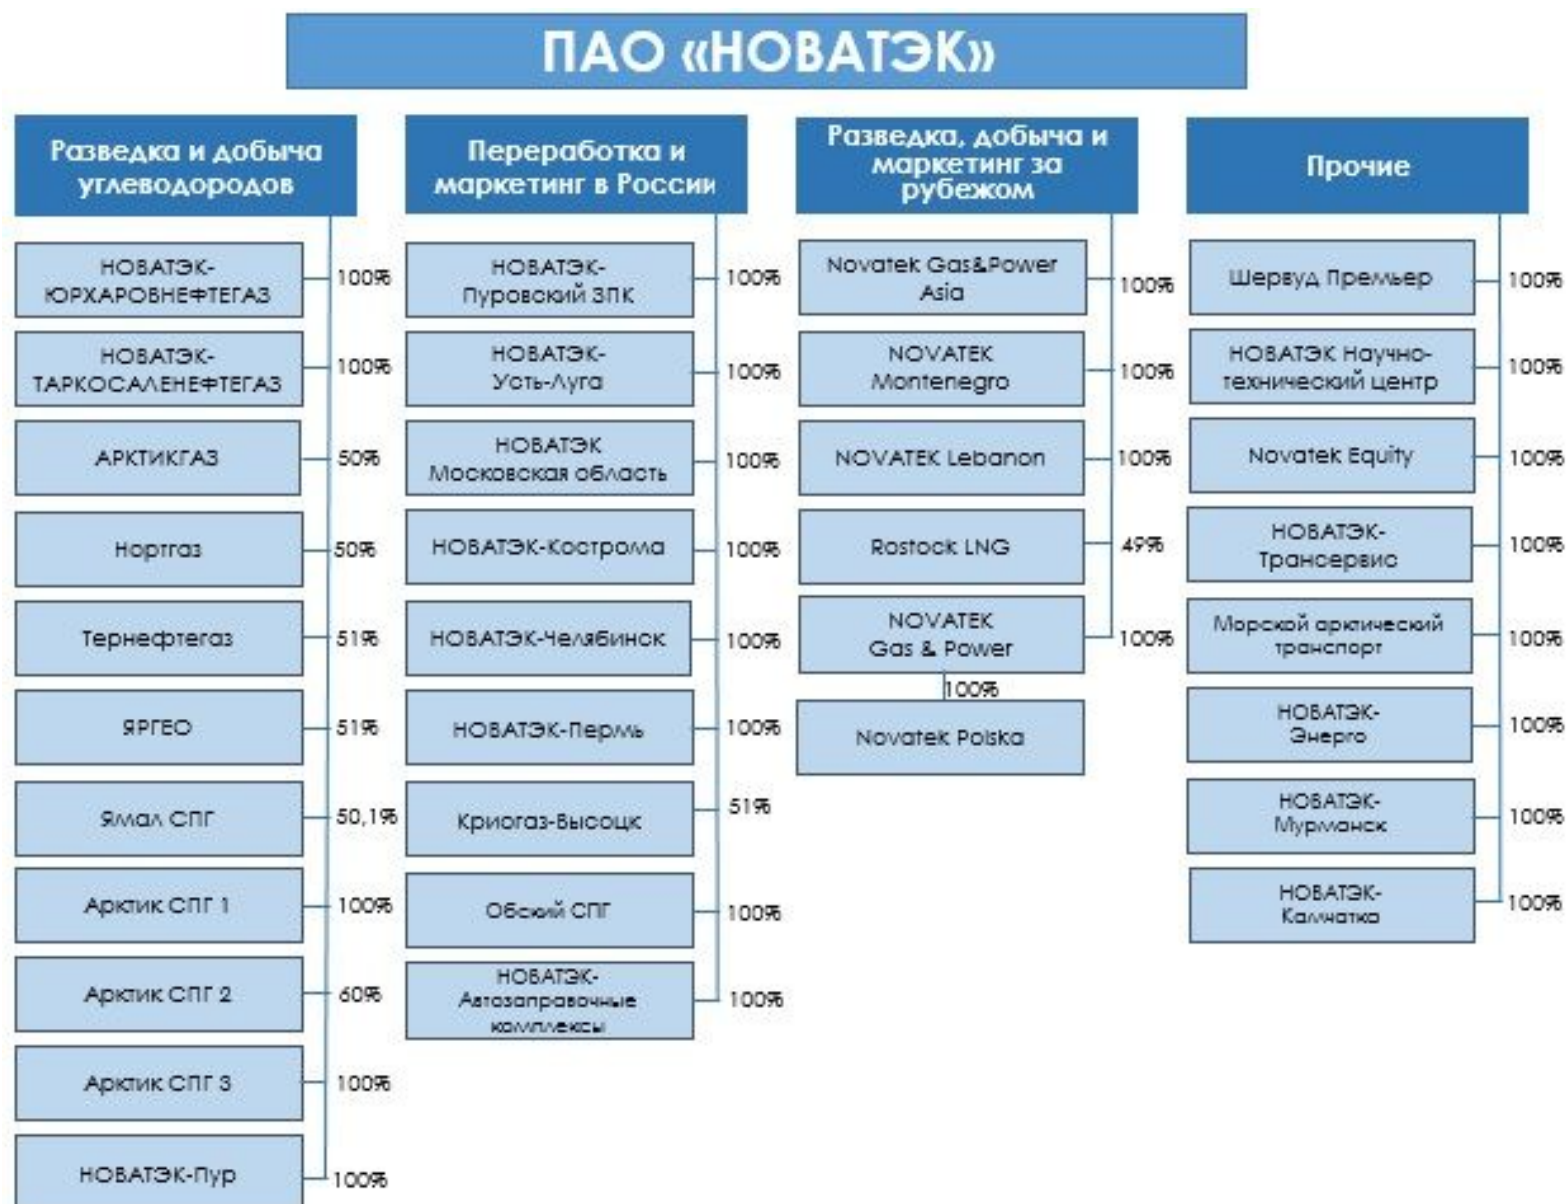 ПАО «НОВАТЭК»
Разведка и добыча
углеводородов
НОВАТЭК-
ЮРХАРОВНЕФТЕГАЗ
100%
НОВАТЭК-
ТАРКОСАЛЕНЕФТЕГАЗ
100%
АРКТИКГАЗ
50%
Нортгаз
50%
Тернефтегаз
51%
ЯРГЕО
51%
Ямал СПГ
50,1%
Арктик СПГ 1
100%
Арктик СПГ 2
60%
Арктик СПГ 3
100%
НОВАТЭК-Пур
100%
Переработка и
маркетинг в России
НОВАТЭК-
Пуровский ЗПК
100%
НОВАТЭК-
Усть-Луга
100%
НОВАТЭК
Московская область
100%
НОВАТЭК-Кострома
100%
НОВАТЭК-Челябинск
100%
НОВАТЭК-Пермь
100%
Криогаз-Высоцк
51%
Обский СПГ
100%
НОВАТЭК-
Автозаправочные
комплексы
100%
Разведка, добыча и
маркетинг за
рубежом
Novatek Gas&Power
Asia
100%
NOVATEK
Montenegro
100%
NOVATEK Lebanon
100%
Rostock LNG
49%
NOVATEK
Gas & Power
100%
100%
Novatek Polska
Прочие
Шервуд Премьер
100%
НОВАТЭК Научно-
технический центр
100%
Novatek Equity
100%
НОВАТЭК-
Трансервис
100%
Морской арктический
транспорт
100%
НОВАТЭК-
Энерго
100%
НОВАТЭК-
Мурманск
100%
НОВАТЭК-
Камчатка
100%